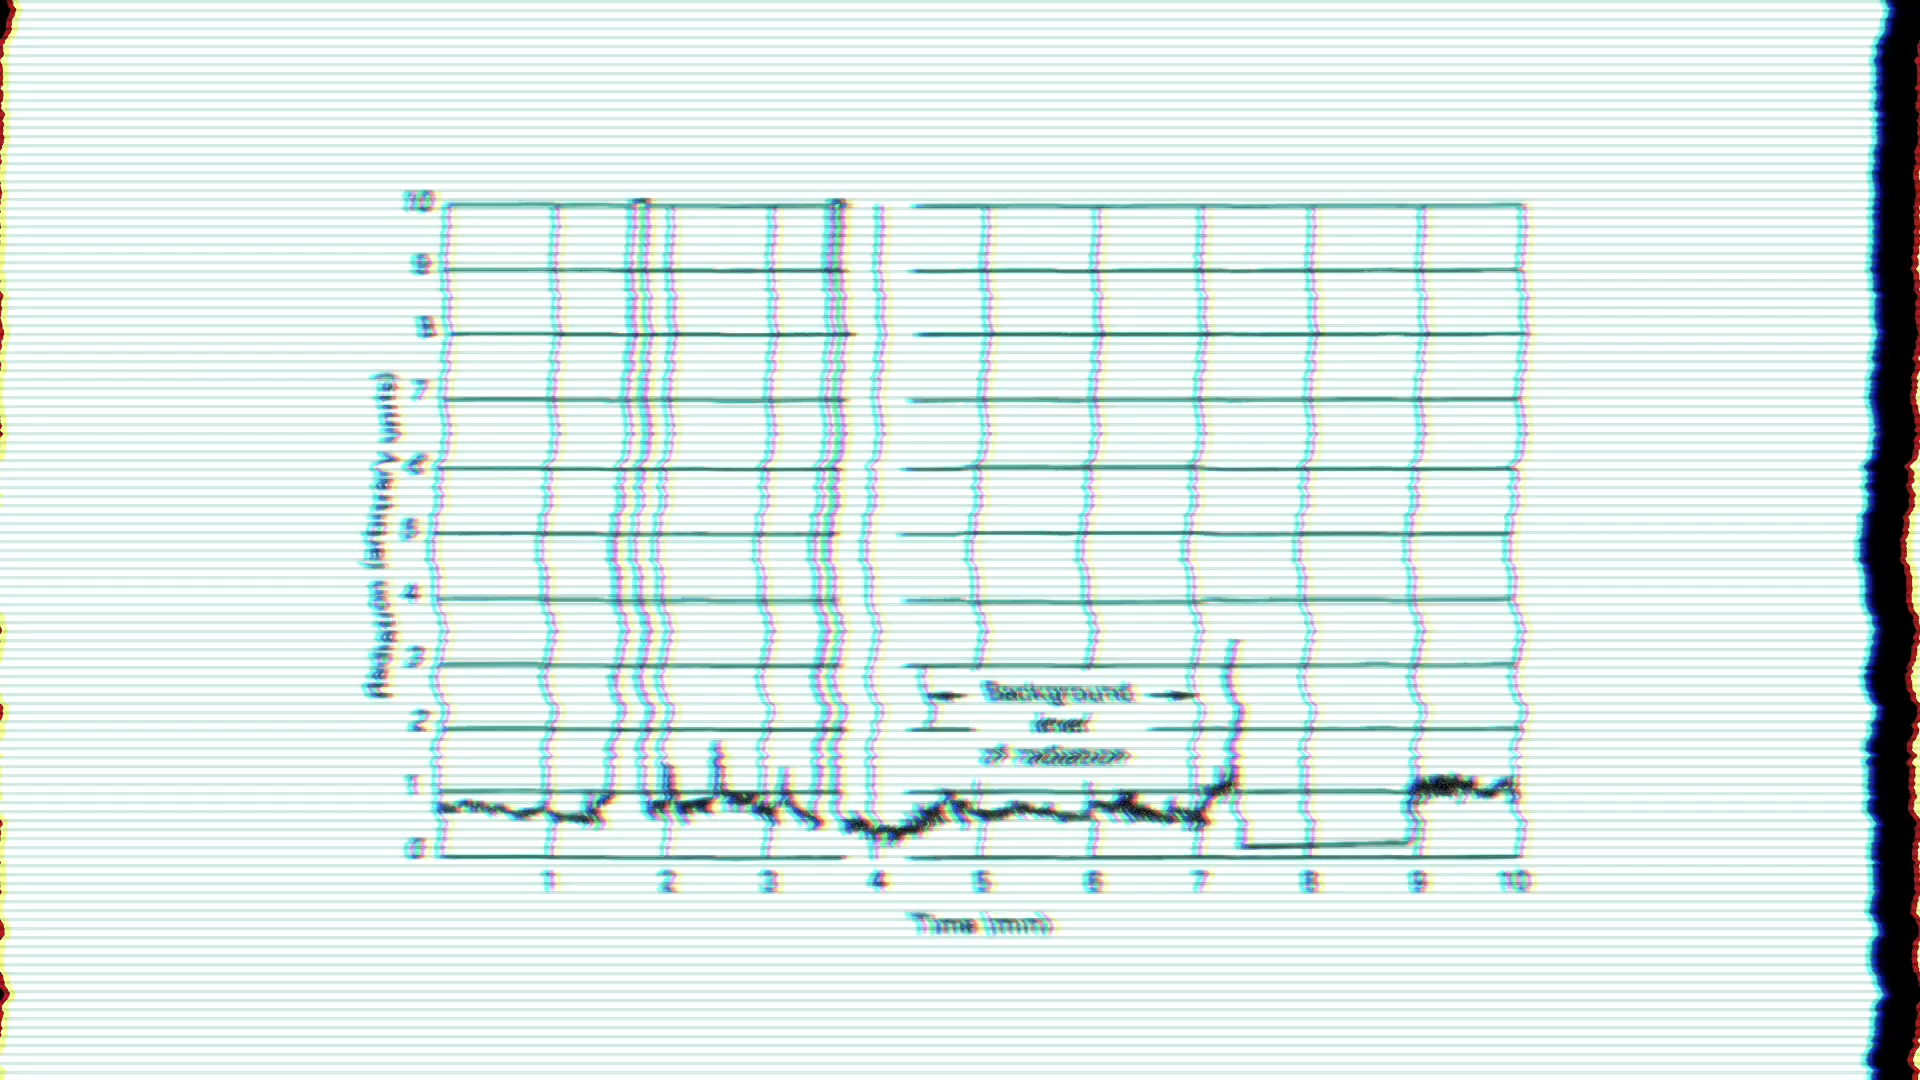 Radiation (arbitrary units)
10
9
8
7
6
5
4
3
2
1
0
Background
level
of radiation
1 2 3 4 5 6 7 8 9 10
Time (min)